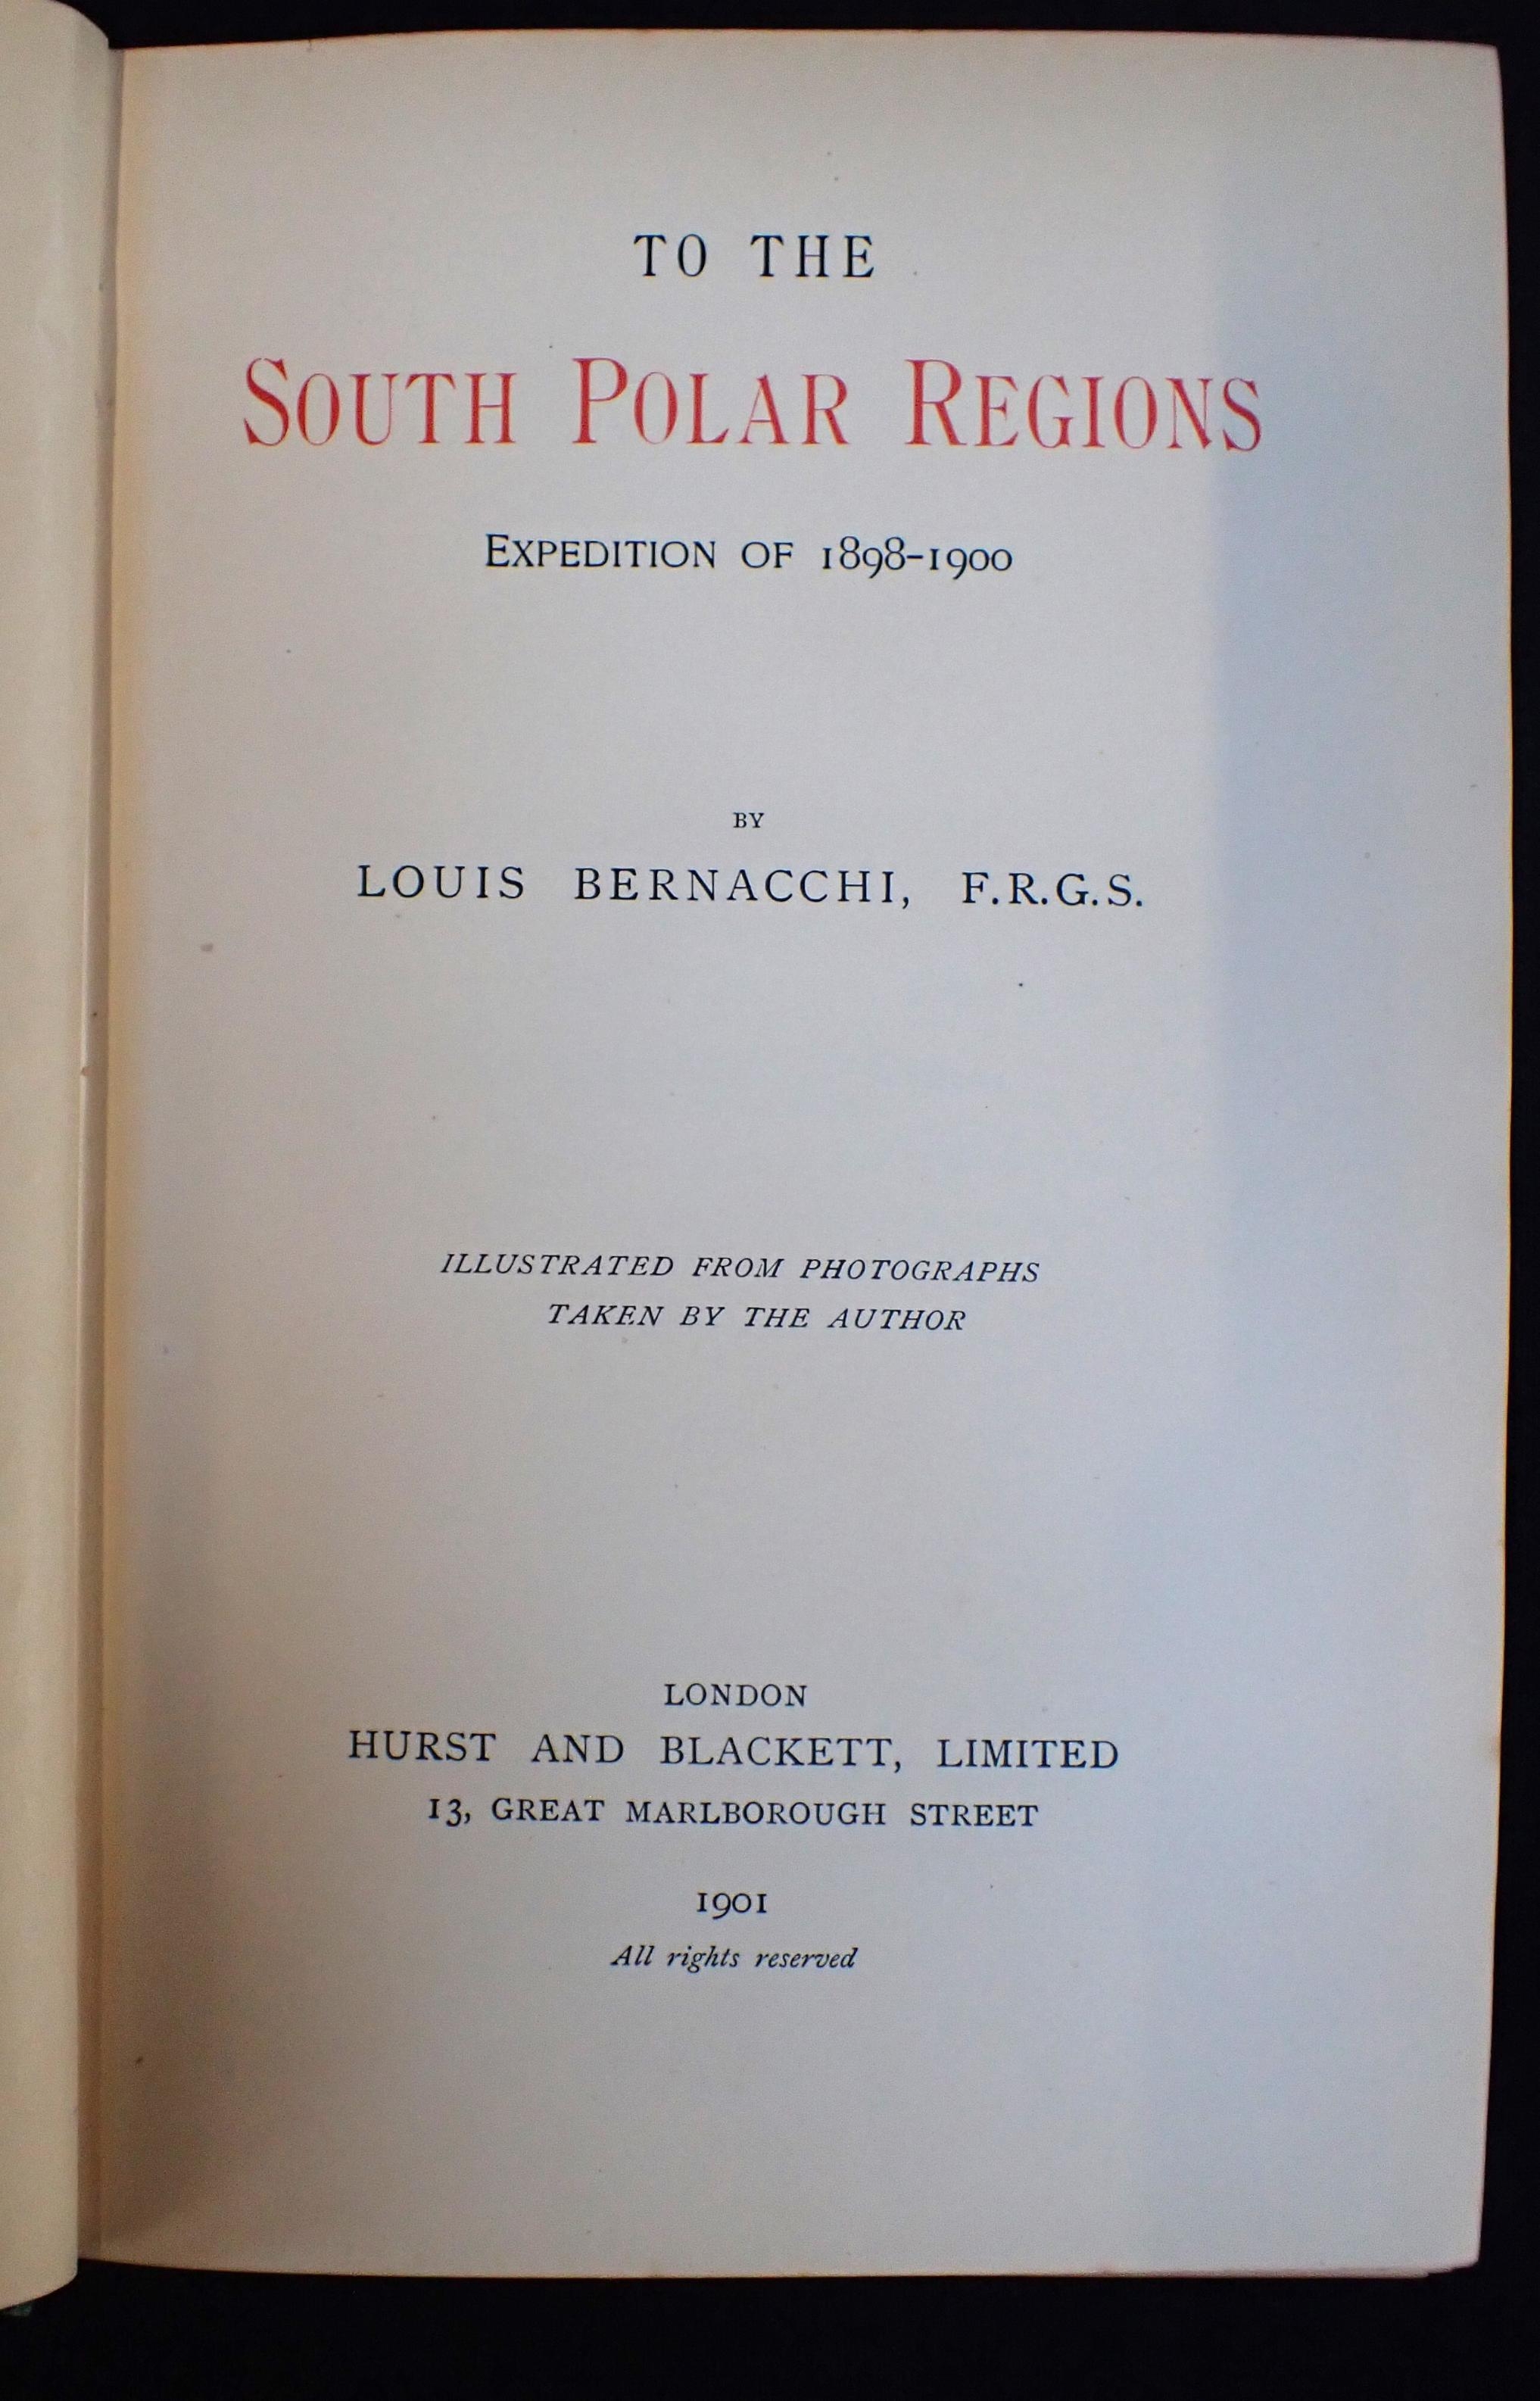 TO THE
SOUTH POLAR REGIONS
EXPEDITION OF 1898-1900
BY
LOUIS BERNACCHI, F.R.G.S.
ILLUSTRATED FROM PHOTOGRAPHS
TAKEN BY THE AUTHOR
LONDON
HURST AND BLACKETT, LIMITED
13, GREAT MARLBOROUGH STREET
1901
All rights reserved